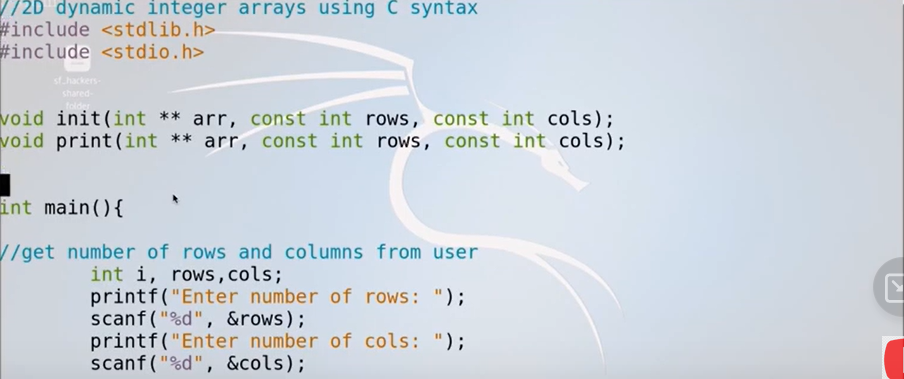 //2D dynamic integer arrays using C syntax
#include <stdlib.h>
#include <stdio.h>
sf_hackers-
shared-
folder
void init(int ** arr, const int rows, const int cols);
void print(int ** arr, const int rows, const int cols);
int main(){
//get number of rows and columns from user
int i, rows,cols;
printf("Enter number of rows: ");
scanf("%d", &rows);
printf("Enter number of cols: ");
scanf("%d", &cols);